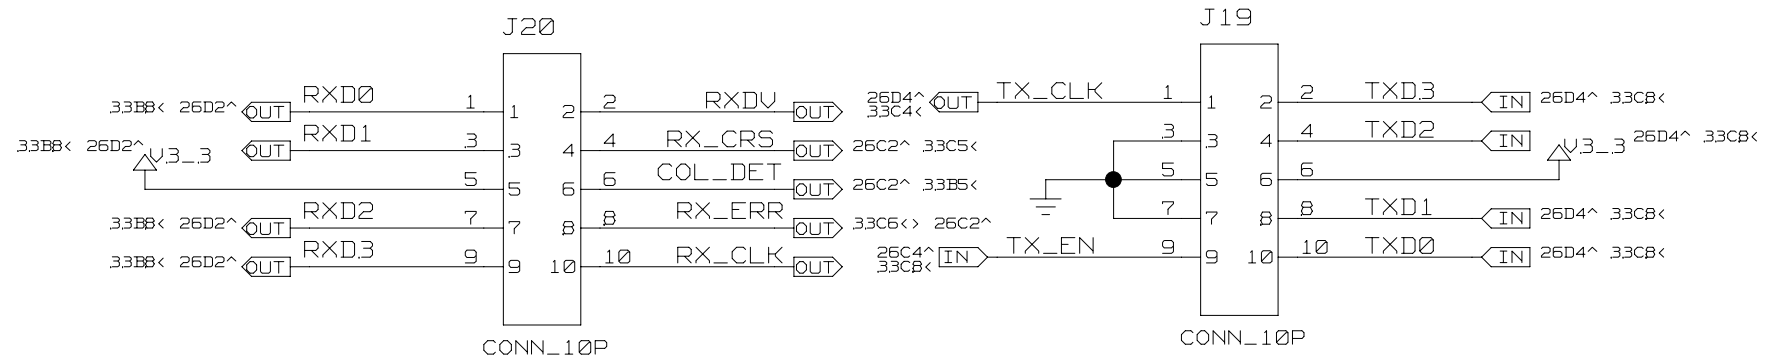 J20
33B8< 26D2^ OUT RXD0 1 1 2 2 RXDV OUT
33B8< 26D2^ OUT RXD1 3 3 4 4 RX_CRS OUT 26C2^ 33C5<
V3_3 5 5 6 6 COL_DET OUT 26C2^ 33B5<
33B8< 26D2^ OUT RXD2 7 7 8 8 RX_ERR OUT 33C6<> 26C2^
33B8< 26D2^ OUT RXD3 9 9 10 10 RX_CLK OUT
CONN_10P
J19
26D4^ 33C4< OUT TX_CLK 1 1 2 2 TXD3 IN 26D4^ 33C8<
3 3 4 4 TXD2 IN 26D4^ 33C8<
5 5 6 6 V3_3
7 7 8 8 TXD1 IN 26D4^ 33C8<
26C4^ 33C8< IN TX_EN 9 9 10 10 TXD0 IN 26D4^ 33C8<
CONN_10P